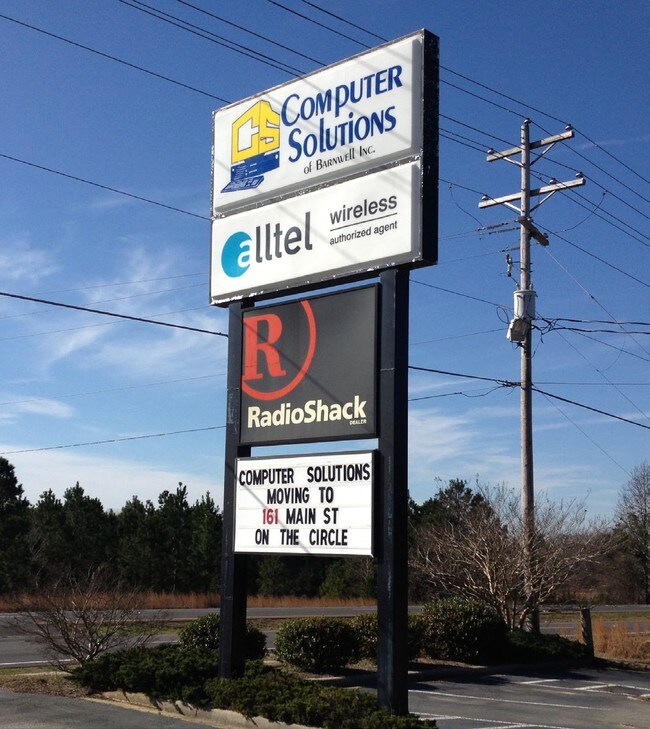 CS
Computer
Solutions
of Barnwell Inc.
alltel
wireless
authorized agent
R
RadioShack
DEALER
COMPUTER SOLUTIONS
MOVING TO
161 MAIN ST
ON THE CIRCLE